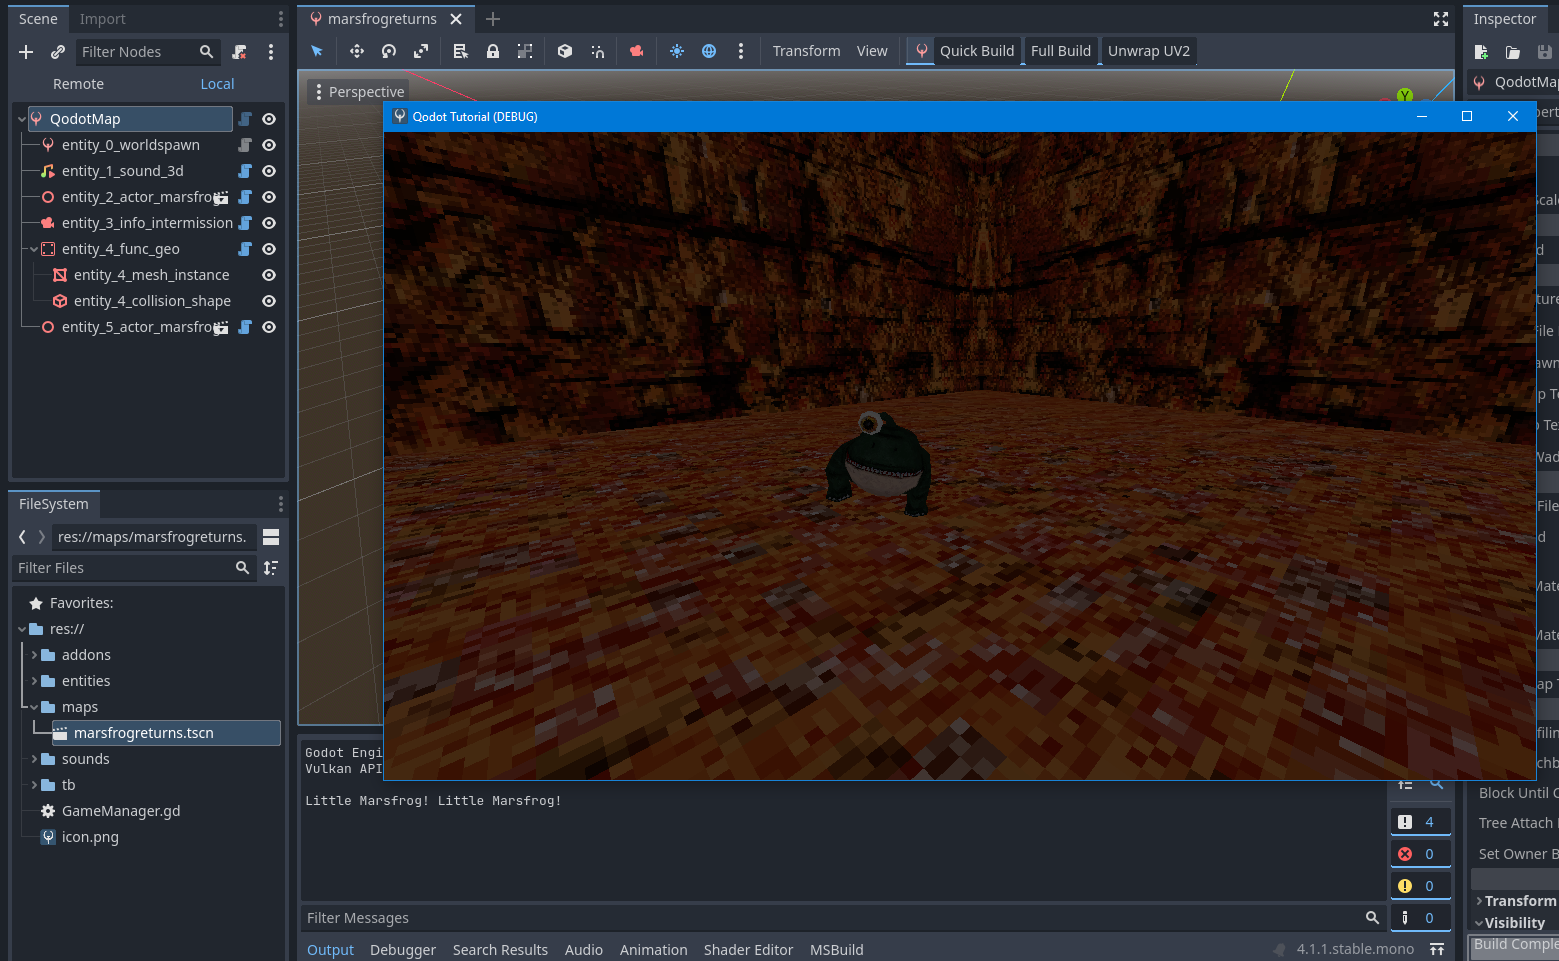 Scene
Import
Filter Nodes
Remote
Local
QodotMap
entity_0_worldspawn
entity_1_sound_3d
entity_2_actor_marsfrog
entity_3_info_intermission
entity_4_func_geo
entity_4_mesh_instance
entity_4_collision_shape
entity_5_actor_marsfrog
FileSystem
res://maps/marsfrogreturns.
Filter Files
Favorites:
res://
addons
entities
maps
marsfrogreturns.tscn
sounds
tb
GameManager.gd
icon.png
marsfrogreturns
Transform View Quick Build Full Build Unwrap UV2
Perspective
Y
Qodot Tutorial (DEBUG)
Godot Engi
Vulkan API
Little Marsfrog! Little Marsfrog!
4
0
0
0
Filter Messages
Output Debugger Search Results Audio Animation Shader Editor MSBuild
4.1.1.stable.mono
Inspector
QodotMap
Block Until C
Tree Attach
Set Owner B
Transform
Visibility
Build Comple